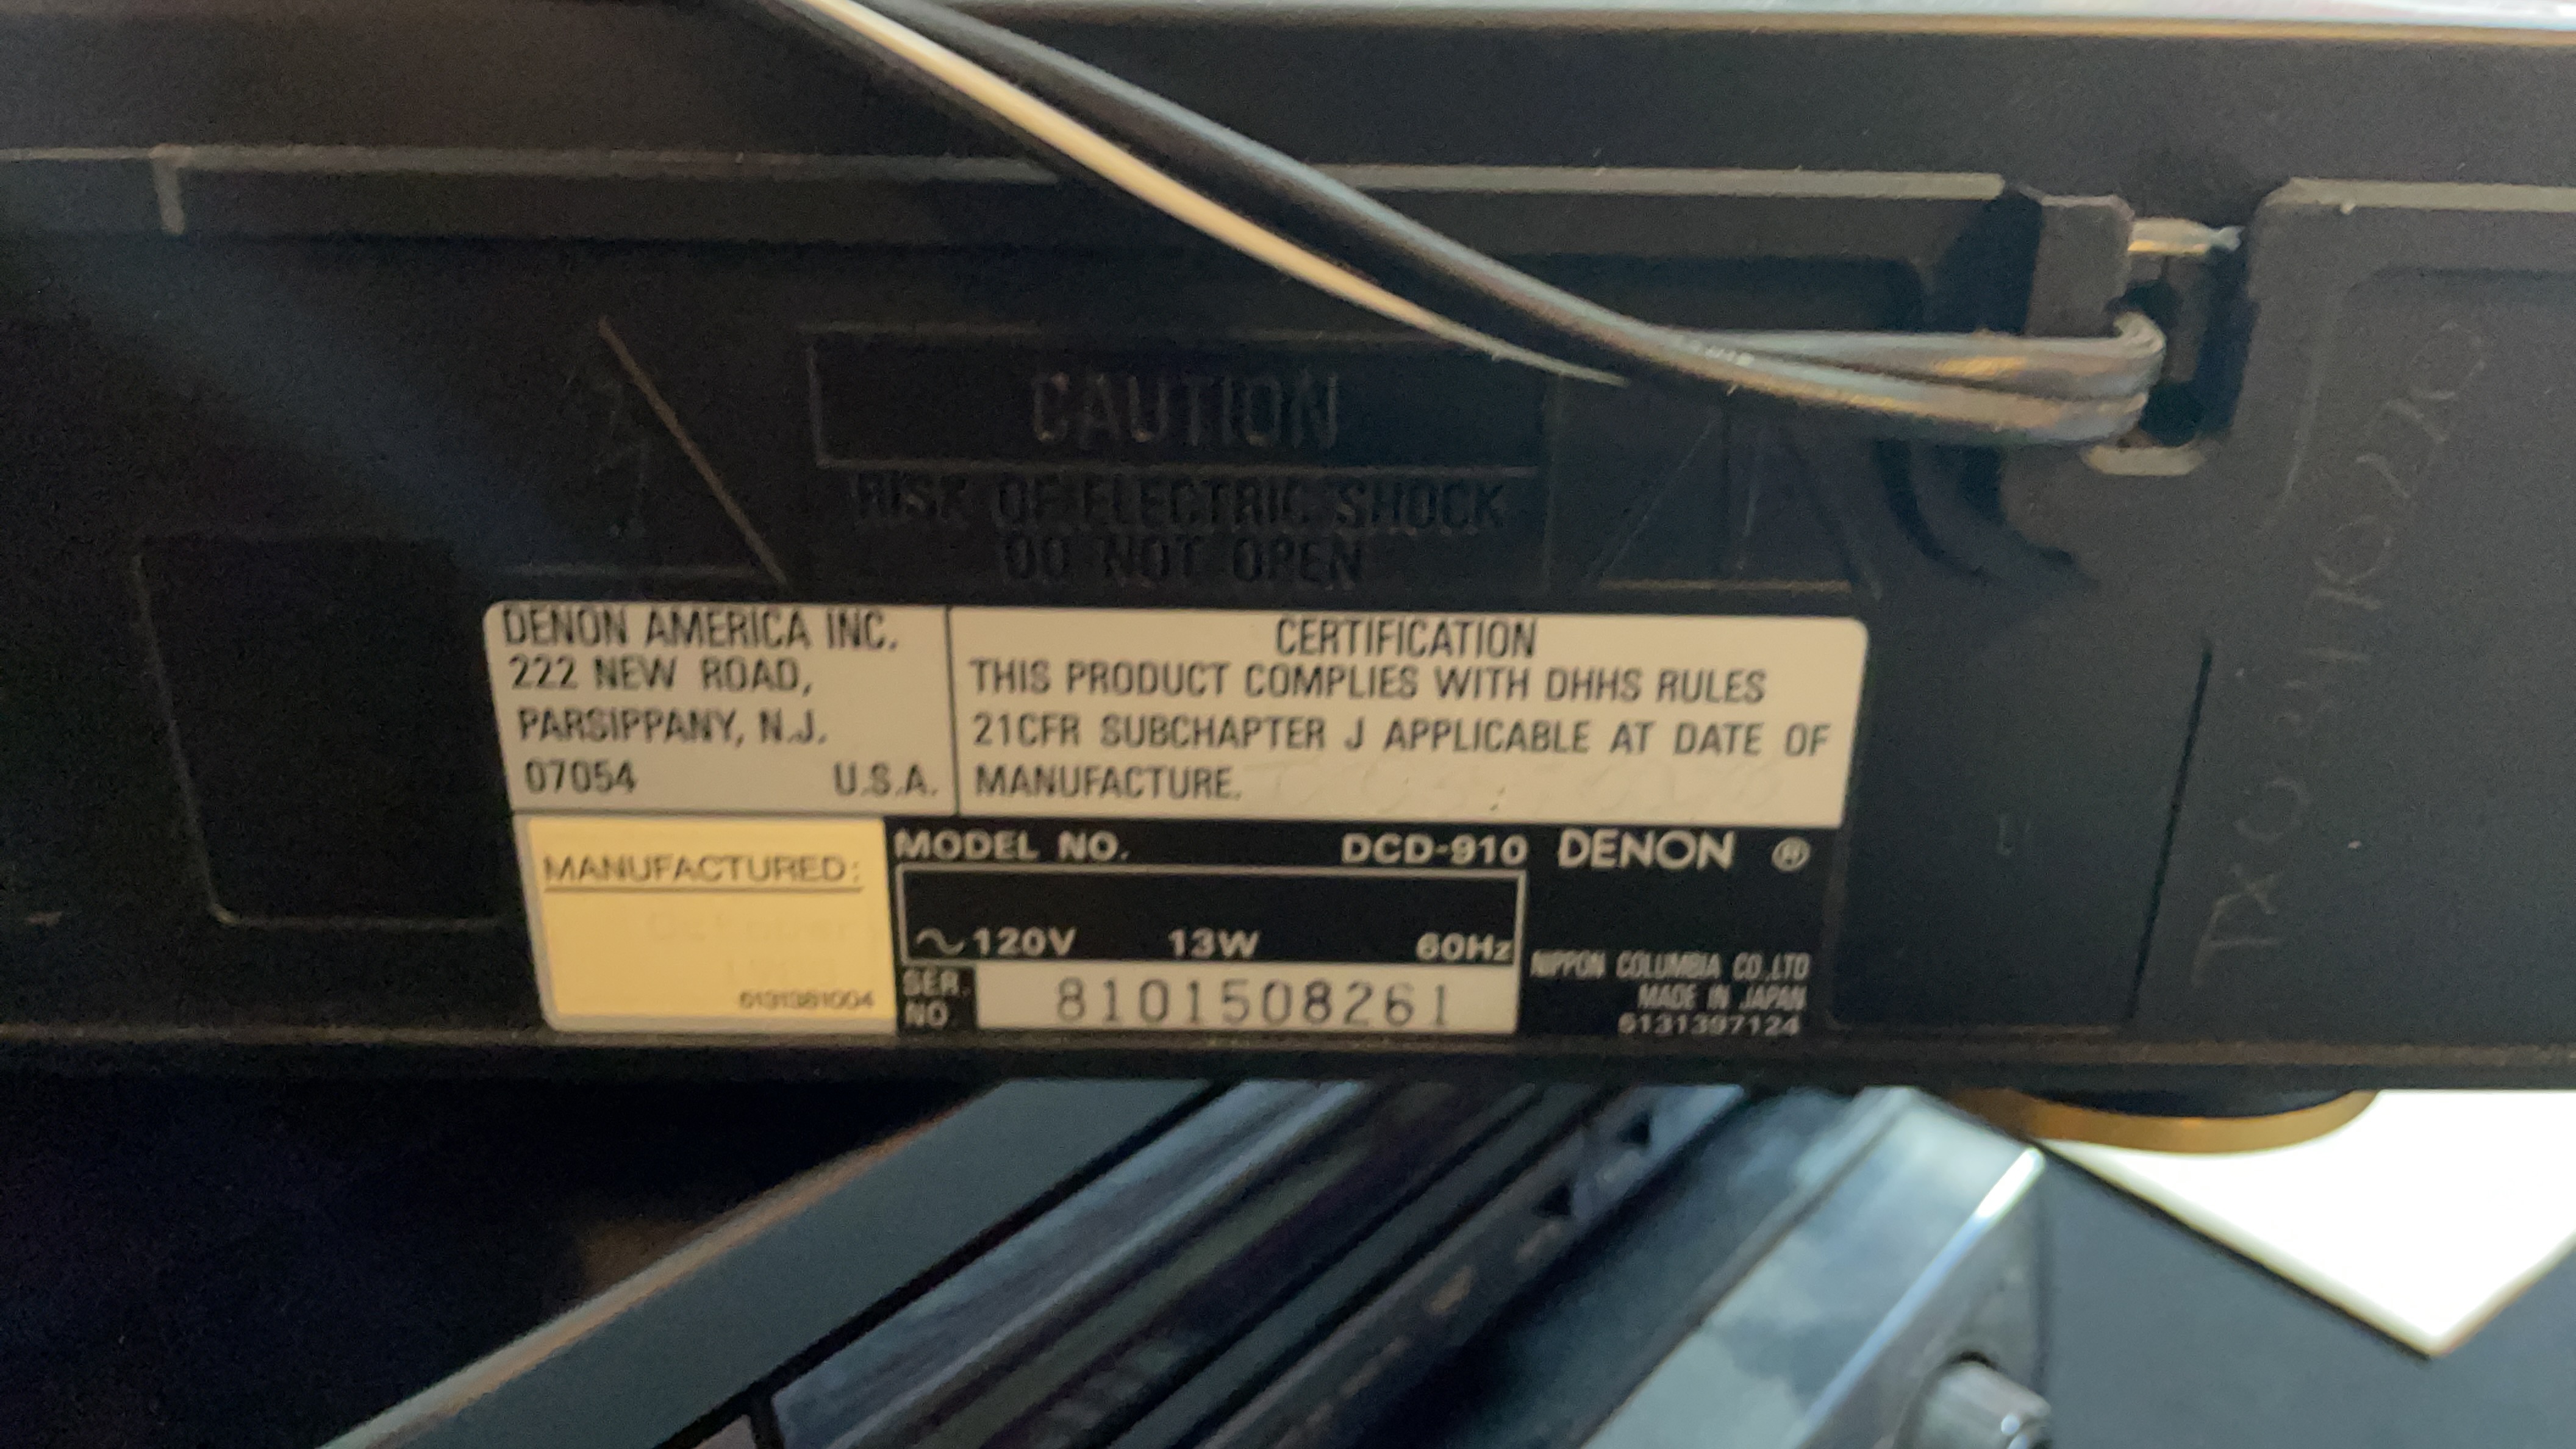 CAUTION
RISK OF ELECTRIC SHOCK
DO NOT OPEN
DENON AMERICA INC.
222 NEW ROAD,
PARSIPPANY, N.J.
07054 U.S.A.
CERTIFICATION
THIS PRODUCT COMPLIES WITH DHHS RULES
21CFR SUBCHAPTER J APPLICABLE AT DATE OF
MANUFACTURE.
MANUFACTURED:
6131381004
MODEL NO. DCD-910 DENON ®
~120V 13W 60Hz
SER. NO. 8101508261
NIPPON COLUMBIA CO.,LTD
MADE IN JAPAN
6131397124